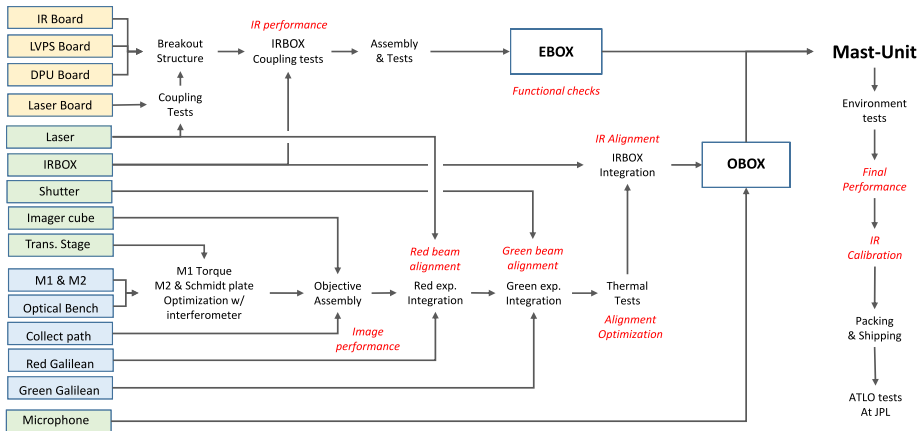 IR Board
LVPS Board
DPU Board
Laser Board
Laser
IRBOX
Shutter
Imager cube
Trans. Stage
M1 & M2
Optical Bench
Collect path
Red Galilean
Green Galilean
Microphone
Breakout
Structure
Coupling
Tests
IR performance
IRBOX
Coupling tests
Assembly
& Tests
EBOX
Functional checks
M1 Torque
M2 & Schmidt plate
Optimization w/
interferometer
Objective
Assembly
Image
performance
Red beam
alignment
Red exp.
Integration
Green beam
alignment
Green exp.
Integration
Thermal
Tests
Alignment
Optimization
IR Alignment
IRBOX
Integration
OBOX
Mast-Unit
Environment
tests
Final
Performance
IR
Calibration
Packing
& Shipping
ATLO tests
At JPL